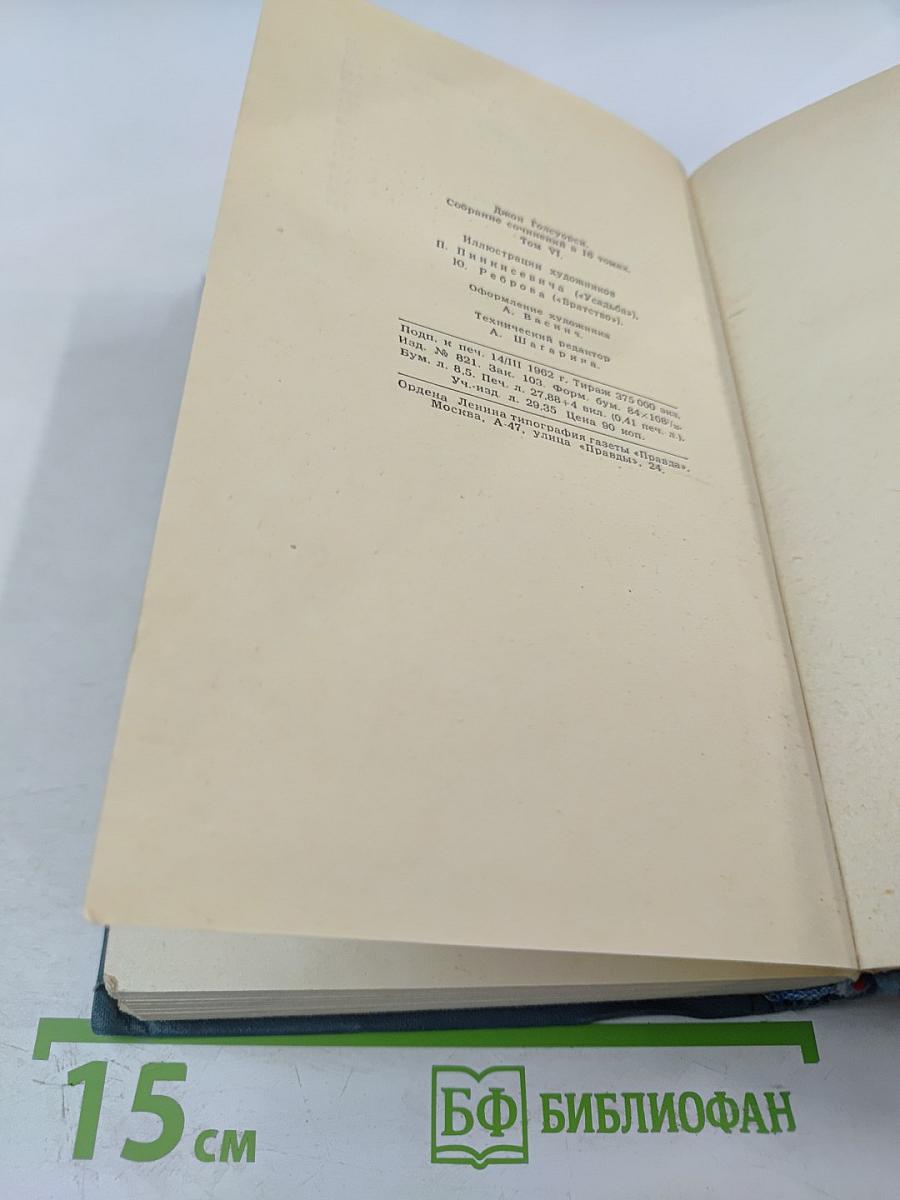 Джон Голсуорси.
Собрание сочинений в 16 томах.
Том VI.
Иллюстрации художников
П. Пинкисевича («Усадьба»),
Ю. Реброва («Братство»).
Оформление художника
А. Васина.
Технический редактор
А. Шагарина.
Подп. к печ. 14/III 1962 г. Тираж 375 000 экз.
Изд. № 821. Зак. 103. Форм. бум. 84×108¹/₃₂.
Бум. л. 8,5. Печ. л. 27,88+4 вкл. (0,41 печ. л.).
Уч.-изд. л. 29,35 Цена 90 коп.
Ордена Ленина типография газеты «Правда».
Москва, А-47, улица «Правды», 24.
15 см
БФ БИБЛИОФАН